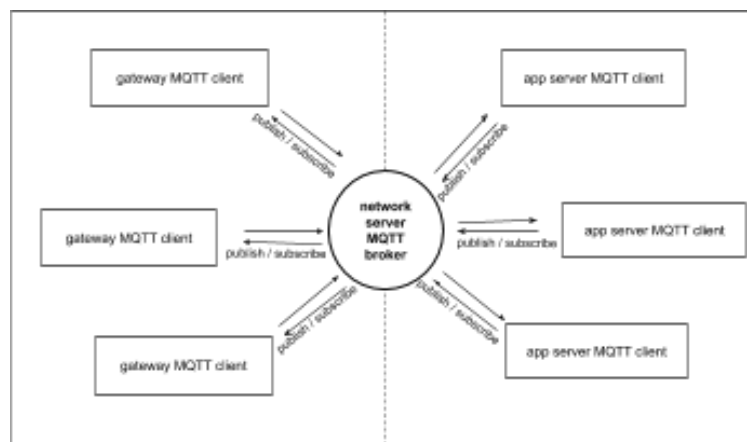 gateway MQTT client
app server MQTT client
publish / subscribe
publish / subscribe
network
server
MQTT
broker
gateway MQTT client
publish / subscribe
publish / subscribe
app server MQTT client
publish / subscribe
publish / subscribe
gateway MQTT client
app server MQTT client